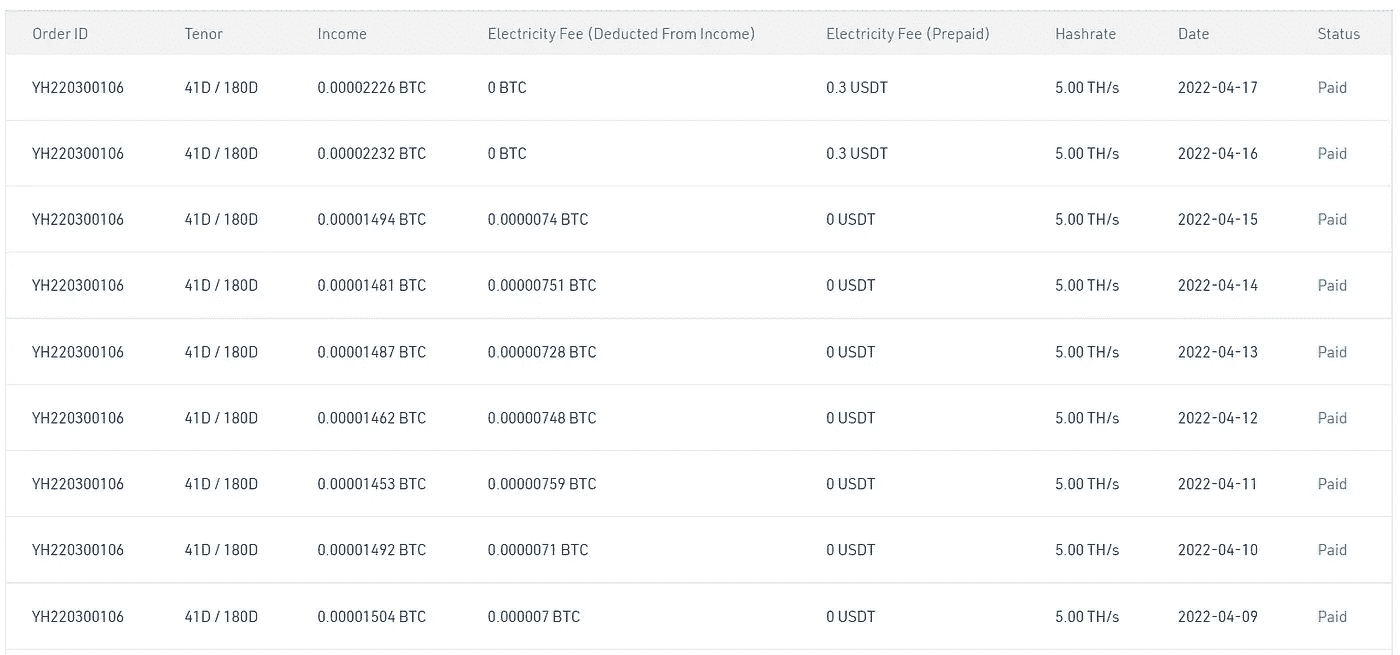 Order ID Tenor Income Electricity Fee (Deducted From Income) Electricity Fee (Prepaid) Hashrate Date Status
YH220300106 41D / 180D 0.00002226 BTC 0 BTC 0.3 USDT 5.00 TH/s 2022-04-17 Paid
YH220300106 41D / 180D 0.00002232 BTC 0 BTC 0.3 USDT 5.00 TH/s 2022-04-16 Paid
YH220300106 41D / 180D 0.00001494 BTC 0.0000074 BTC 0 USDT 5.00 TH/s 2022-04-15 Paid
YH220300106 41D / 180D 0.00001481 BTC 0.00000751 BTC 0 USDT 5.00 TH/s 2022-04-14 Paid
YH220300106 41D / 180D 0.00001487 BTC 0.00000728 BTC 0 USDT 5.00 TH/s 2022-04-13 Paid
YH220300106 41D / 180D 0.00001462 BTC 0.00000748 BTC 0 USDT 5.00 TH/s 2022-04-12 Paid
YH220300106 41D / 180D 0.00001453 BTC 0.00000759 BTC 0 USDT 5.00 TH/s 2022-04-11 Paid
YH220300106 41D / 180D 0.00001492 BTC 0.0000071 BTC 0 USDT 5.00 TH/s 2022-04-10 Paid
YH220300106 41D / 180D 0.00001504 BTC 0.000007 BTC 0 USDT 5.00 TH/s 2022-04-09 Paid